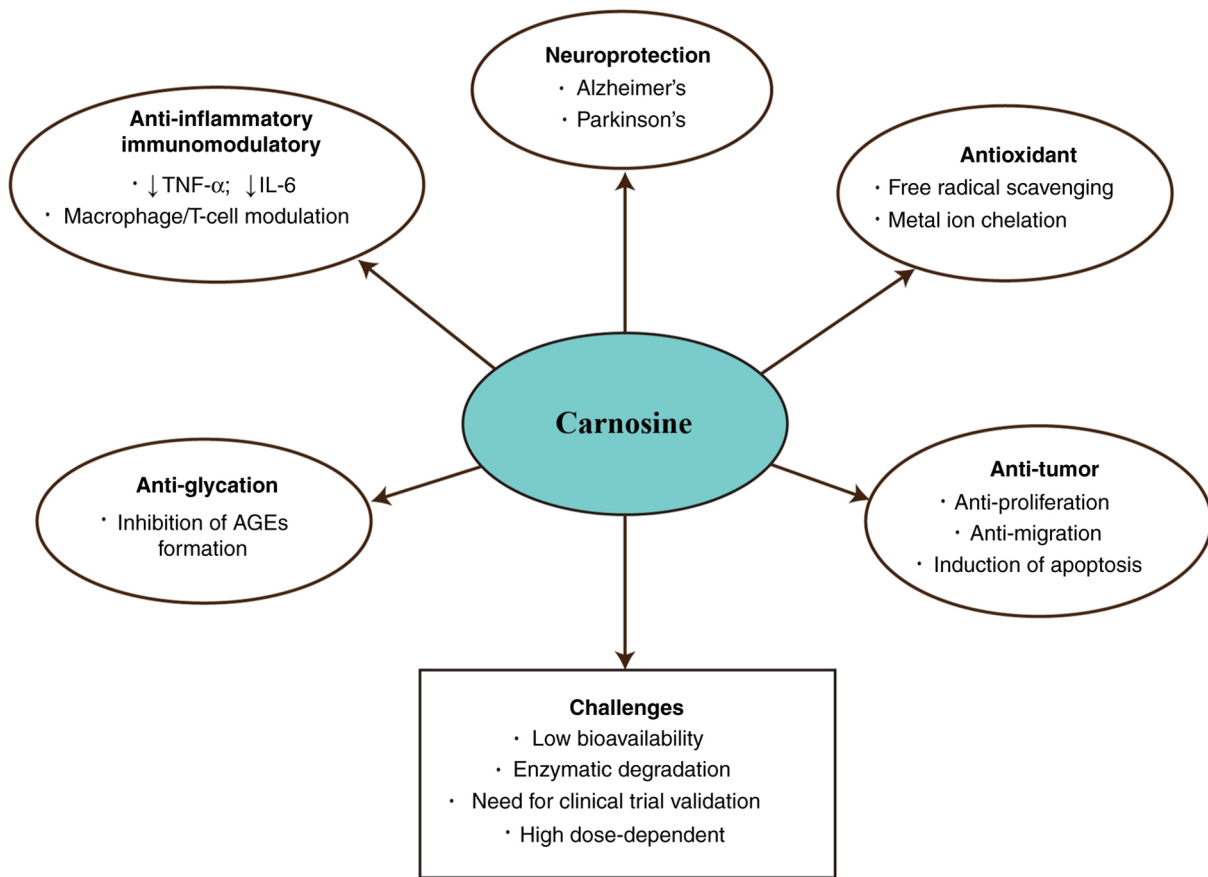 Neuroprotection
· Alzheimer's
· Parkinson's
Anti-inflammatory
immunomodulatory
· ↓TNF-α; ↓IL-6
· Macrophage/T-cell modulation
Antioxidant
· Free radical scavenging
· Metal ion chelation
Carnosine
Anti-glycation
· Inhibition of AGEs
formation
Anti-tumor
· Anti-proliferation
· Anti-migration
· Induction of apoptosis
Challenges
· Low bioavailability
· Enzymatic degradation
· Need for clinical trial validation
· High dose-dependent